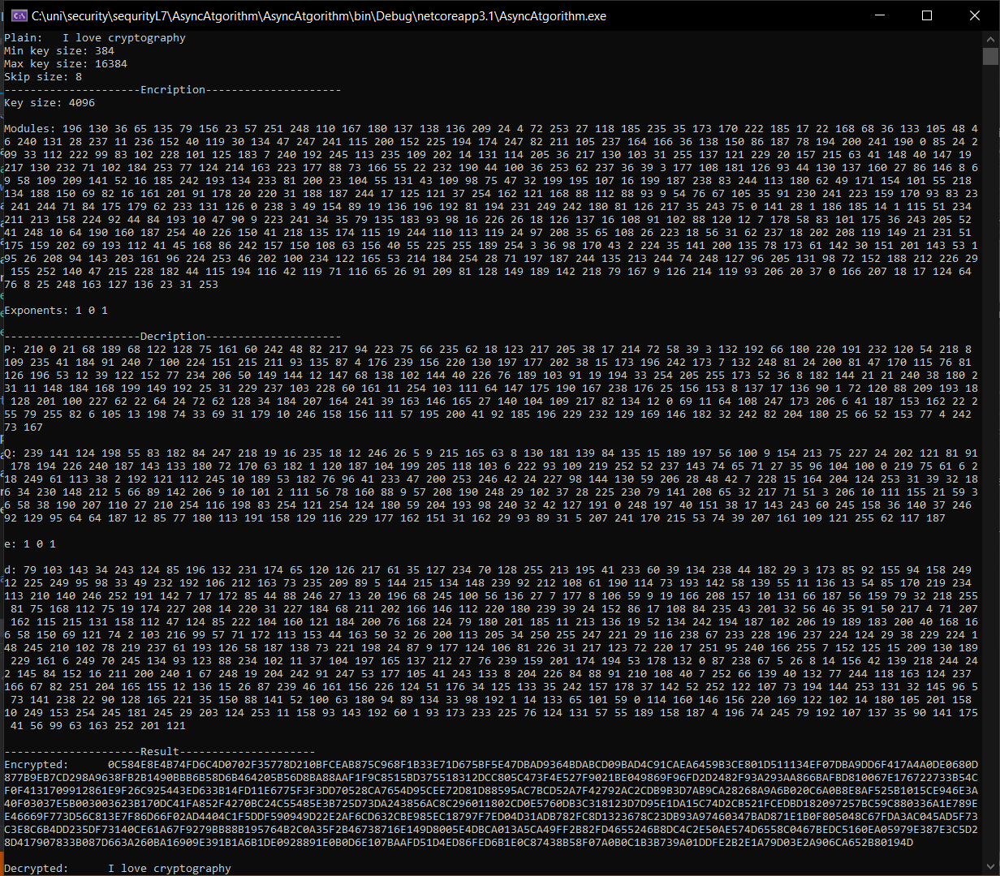 C:\uni\security\sequrityL7\AsyncAtgorithm\AsyncAtgorithm\bin\Debug\netcoreapp3.1\AsyncAtgorithm.exe
Plain:   I love cryptography
Min key size: 384
Max key size: 16384
Skip size: 8
---------------------Encription---------------------
Key size: 4096
Modules: 196 130 36 65 135 79 156 23 57 251 248 110 167 180 137 138 136 209 24 4 72 253 27 118 185 235 35 173 170 222 185 17 22 168 68 36 133 105 48 4
6 240 131 28 237 11 236 152 40 119 30 134 47 247 241 115 200 152 225 194 174 247 82 211 105 237 164 166 36 138 150 86 187 78 194 200 241 190 0 85 24 2
09 33 112 222 99 83 102 228 101 125 183 7 240 192 245 113 235 109 202 14 131 114 205 36 217 130 103 31 255 137 121 229 20 157 215 63 41 148 40 147 19
217 130 232 71 102 184 253 77 124 214 163 223 177 88 73 166 55 22 232 190 44 100 36 253 62 237 36 39 3 177 108 181 126 93 44 130 137 160 27 86 146 8 6
9 58 109 209 141 52 16 185 242 193 134 233 81 200 23 104 55 131 43 109 98 75 47 32 199 195 107 16 199 187 238 83 244 113 180 62 49 171 154 101 55 218
134 188 150 69 82 16 161 201 91 178 20 220 31 188 187 244 17 125 121 37 254 162 121 168 88 112 88 93 9 54 76 67 105 35 91 230 241 223 159 170 93 83 23
241 244 71 84 175 179 62 233 131 126 0 238 3 49 154 89 19 136 196 192 81 194 231 249 242 180 81 126 217 35 243 75 0 141 28 1 186 185 14 1 115 51 234
211 213 158 224 92 44 84 193 10 47 90 9 223 241 34 35 79 135 183 93 98 16 226 26 18 126 137 16 108 91 102 88 120 12 7 178 58 83 101 175 36 243 205 52
41 248 10 64 190 160 187 254 40 226 150 41 218 135 174 115 19 244 110 113 119 24 97 208 35 65 108 26 223 18 56 31 62 237 18 202 208 119 149 21 231 51
175 159 202 69 193 112 41 45 168 86 242 157 150 108 63 156 40 55 225 255 189 254 3 36 98 170 43 2 224 35 141 200 135 78 173 61 142 30 151 201 143 53 1
95 26 208 94 143 203 161 96 224 253 46 202 100 234 122 165 53 214 184 254 28 71 197 187 244 135 213 244 74 248 127 96 205 131 98 72 152 188 212 226 29
155 252 140 47 215 228 182 44 115 194 116 42 119 71 116 65 26 91 209 81 128 149 189 142 218 79 167 9 126 214 119 93 206 20 37 0 166 207 18 17 124 64
76 8 25 248 163 127 136 23 31 253
Exponents: 1 0 1
---------------------Decription---------------------
P: 210 0 21 68 189 68 122 128 75 161 60 242 48 82 217 94 223 75 66 235 62 18 123 217 205 38 17 214 72 58 39 3 132 192 66 180 220 191 232 120 54 218 8
109 235 41 184 91 240 7 100 224 151 215 211 93 135 87 4 176 239 156 220 130 197 177 202 38 15 173 196 242 173 7 132 248 81 24 200 81 47 170 115 76 81
126 196 53 12 39 122 152 77 234 206 50 149 144 12 147 68 138 102 144 40 226 76 189 103 91 19 194 33 254 205 255 173 52 36 8 182 144 21 21 240 38 180 2
31 11 148 184 168 199 149 192 25 31 229 237 103 228 60 161 11 254 103 111 64 147 175 190 167 238 176 25 156 153 8 137 17 136 90 1 72 120 88 209 193 18
128 201 100 227 62 22 64 24 72 62 128 34 184 207 164 241 39 163 146 165 27 140 104 109 217 82 134 12 0 69 11 64 108 247 173 206 6 41 187 153 162 22 2
55 79 255 82 6 105 13 198 74 33 69 31 179 10 246 158 156 111 57 195 200 41 92 185 196 229 232 129 169 146 182 32 242 82 204 180 25 66 52 153 77 4 242
73 167
Q: 239 141 124 198 55 83 182 84 247 218 19 16 235 18 12 246 26 5 9 215 165 63 8 130 181 139 84 135 15 189 197 56 100 9 154 213 75 227 24 202 121 81 91
178 194 226 240 187 143 133 180 72 170 63 182 1 120 187 104 199 205 118 103 6 222 93 109 219 252 52 237 143 74 65 71 27 35 96 104 100 0 219 75 61 6 2
18 249 61 113 38 2 192 121 112 245 10 189 53 182 76 96 41 233 47 200 253 246 42 24 227 98 144 130 59 206 28 48 42 7 228 15 164 204 124 253 31 39 32 18
6 34 230 148 212 5 66 89 142 206 9 10 101 2 111 56 78 160 88 9 57 208 190 248 29 102 37 28 225 230 79 141 208 65 32 217 71 51 3 206 10 111 155 21 59 3
6 58 38 190 207 110 27 210 254 116 198 83 254 121 254 124 180 59 204 193 98 240 32 42 127 191 0 248 197 40 151 38 17 143 243 60 245 158 36 140 37 246
92 129 95 64 64 187 12 85 77 180 113 191 158 129 116 229 177 162 151 31 162 29 93 89 31 5 207 241 170 215 53 74 39 207 161 109 121 255 62 117 187
e: 1 0 1
d: 79 103 143 34 243 124 85 196 132 231 174 65 120 126 217 61 35 127 234 70 128 255 213 195 41 233 60 39 134 238 44 182 29 3 173 85 92 155 94 158 249
12 225 249 95 98 33 49 232 192 106 212 163 73 235 209 89 5 144 215 134 148 239 92 212 108 61 190 114 73 193 142 58 139 55 11 136 13 54 85 170 219 234
113 210 140 246 252 191 142 7 17 172 85 44 88 246 27 13 20 196 68 245 100 56 136 27 7 177 8 106 59 9 19 166 208 157 10 131 66 187 56 159 79 32 218 255
81 75 168 112 75 19 174 227 208 14 220 31 227 184 68 211 202 166 146 112 220 180 239 39 24 152 86 17 108 84 235 43 201 32 56 46 35 91 50 217 4 71 207
162 115 215 131 158 112 47 124 85 222 104 160 121 184 200 76 168 224 79 180 201 185 11 213 136 19 52 134 242 194 187 102 206 19 189 183 200 40 168 16
6 58 150 69 121 74 2 103 216 99 57 71 172 113 153 44 163 50 32 26 200 113 205 34 250 255 247 221 29 116 238 67 233 228 196 237 224 124 29 38 229 224 1
48 245 210 102 78 219 237 61 193 126 58 187 138 73 221 198 24 87 9 177 124 106 81 226 31 217 123 72 220 17 251 95 240 166 255 7 152 125 15 209 130 189
229 161 6 249 70 245 134 93 123 88 234 102 11 37 104 197 165 137 212 27 76 239 159 201 174 194 53 178 132 0 87 238 67 5 26 8 14 156 42 139 218 244 24
2 145 84 152 16 211 200 240 1 67 248 19 204 242 91 247 53 177 105 41 243 133 8 204 226 84 88 91 210 108 40 7 252 66 139 40 132 77 244 118 163 124 237
166 67 82 251 204 165 155 12 136 15 26 87 239 46 161 156 226 124 51 176 34 125 133 35 242 157 178 37 142 52 252 122 107 73 194 144 253 131 32 145 96 5
73 141 238 22 90 128 165 221 35 150 88 141 52 100 63 180 94 89 134 33 98 192 1 14 133 65 101 59 0 114 160 146 156 220 169 122 102 14 180 105 201 158
10 249 153 254 245 181 245 29 203 124 253 11 158 93 143 192 60 1 93 173 233 225 76 124 131 57 55 189 158 187 4 196 74 245 79 192 107 137 35 90 141 175
41 56 99 63 163 252 201 121
---------------------Result---------------------
Encrypted:      0C584E8E4B74FD6C4D0702F35778D210BFCEAB875C968F1B33E71D675BF5E47DBAD9364BDABCD09BAD4C91CAEA6459B3CE801D511134EF07DBA9DD6F417A4A0DE0680D
877B9EB7CD298A9638FB2B1490BBB6B58D6B464205B56D8BA88AAF1F9C8515BD375518312DCC805C473F4E527F9021BE049869F96FD2D2482F93A293AA866BAFBD810067E176722733B54C
F0F4131709912861E9F26C925443ED633B14FD11E6775F3F3DD70528CA7654D95CEE72D81D88595AC7BCD52A7F42792AC2CDB9B3D7AB9CA28268A9A6B020C6A0B8E8AF525B1015CE946E3A
40F03037E5B003003623B170DC41FA852F4270BC24C55485E3B725D73DA243856AC8C296011802CD0E5760DB3C318123D7D95E1DA15C74D2CB521FCEDBD182097257BC59C880336A1E789E
E46669F773D56C813E7F86D66F02AD4404C1F5DDF590949D22E2AF6CD632CBE985EC18797F7ED04D31ADB782FC8D1323678C23DB93A97460347BAD871E1B0F805048C67FDA3AC045AD5F73
C3E8C6B4DD235DF73140CE61A67F9279BB88B195764B2C0A35F2B46738716E149D8005E4DBCA013A5CA49FF2B82FD4655246B8DC4C2E50AE574D6558C0467BEDC5160EA05979E387E3C5D2
8D417907833B087D663A260BA16909E391B1A6B1DE0928891E0B0D6E107BAAFD51D4ED86FED6B1E0C87438B58F07A0B0C1B3B739A01DDFE2B2E1A79D03E2A906CA652B80194D
Decrypted:      I love cryptography